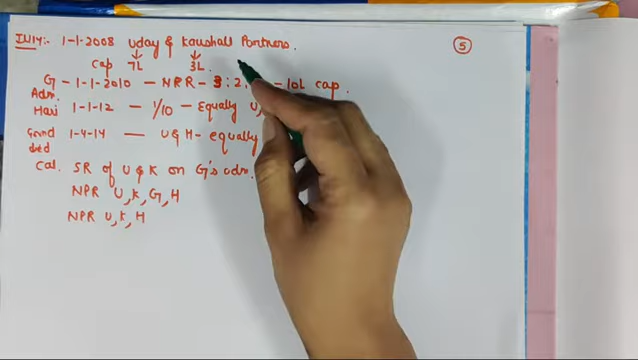 ILL14:- 1-1-2008 Uday & Kaushall Partners.
5
cap 7L 3L.
G - 1-1-2010 - NPR - 3:2, - 10L cap.
Adm.
Hari 1-1-12 - 1/10 - Equally U,
Govind 1-4-14 - U & H - equally
died
Cal. SR of U & K on G's adm.
NPR U, K, G, H
NPR U, K, H